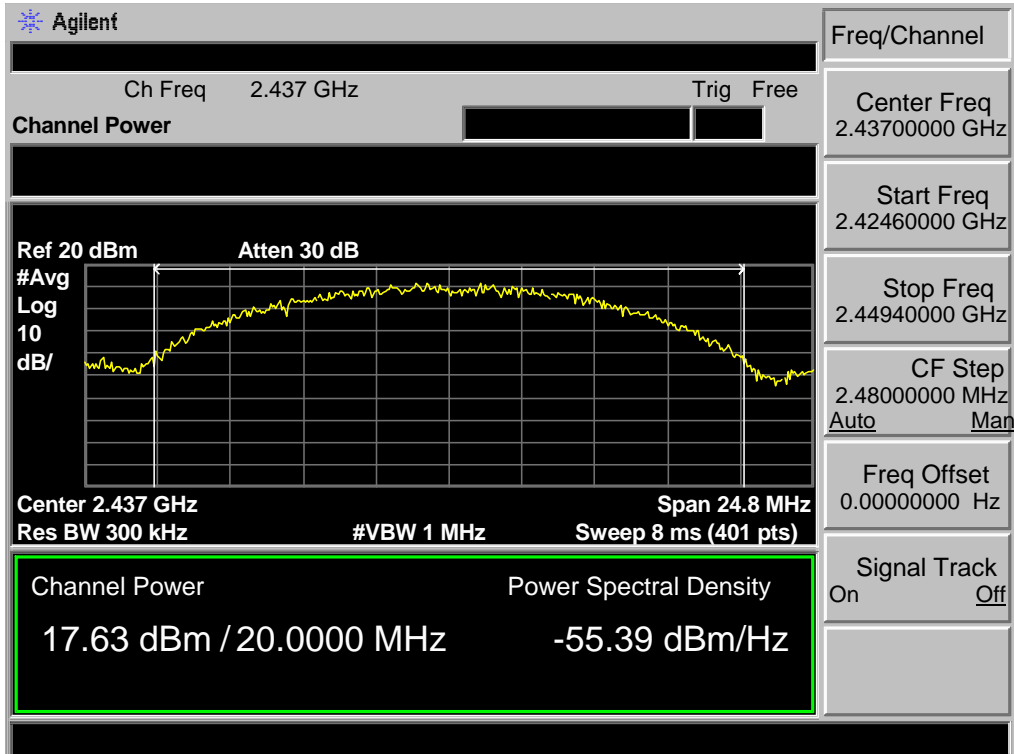 Agilent
Freq/Channel
Ch Freq 2.437 GHz Trig Free
Channel Power
Center Freq
2.43700000 GHz
Start Freq
2.42460000 GHz
Stop Freq
2.44940000 GHz
CF Step
2.48000000 MHz
Auto Man
Freq Offset
0.00000000 Hz
Signal Track
On Off
Ref 20 dBm Atten 30 dB
#Avg
Log
10
dB/
Center 2.437 GHz Span 24.8 MHz
Res BW 300 kHz #VBW 1 MHz Sweep 8 ms (401 pts)
Channel Power Power Spectral Density
17.63 dBm / 20.0000 MHz -55.39 dBm/Hz